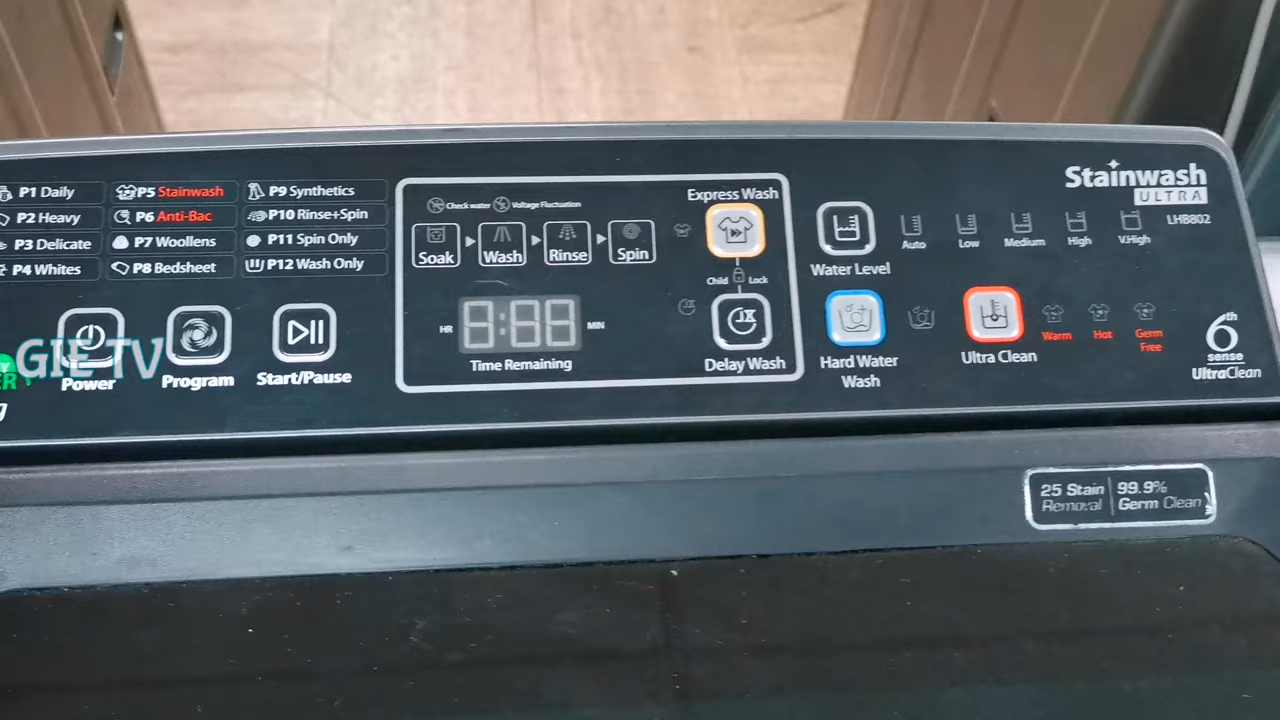 P1 Daily
P2 Heavy
P3 Delicate
P4 Whites
P5 Stainwash
P6 Anti-Bac
P7 Woollens
P8 Bedsheet
P9 Synthetics
P10 Rinse+Spin
P11 Spin Only
P12 Wash Only
GIE TV
Power
Program
Start/Pause
Check water
Voltage Fluctuation
Soak
Wash
Rinse
Spin
HR
MIN
Time Remaining
Express Wash
Child Lock
Delay Wash
Water Level
Auto
Low
Medium
High
V.High
Hard Water
Wash
Ultra Clean
Warm
Hot
Germ
Free
Stainwash
ULTRA
LHB802
6th
sense
UltraClean
25 Stain
Removal
99.9%
Germ Clean